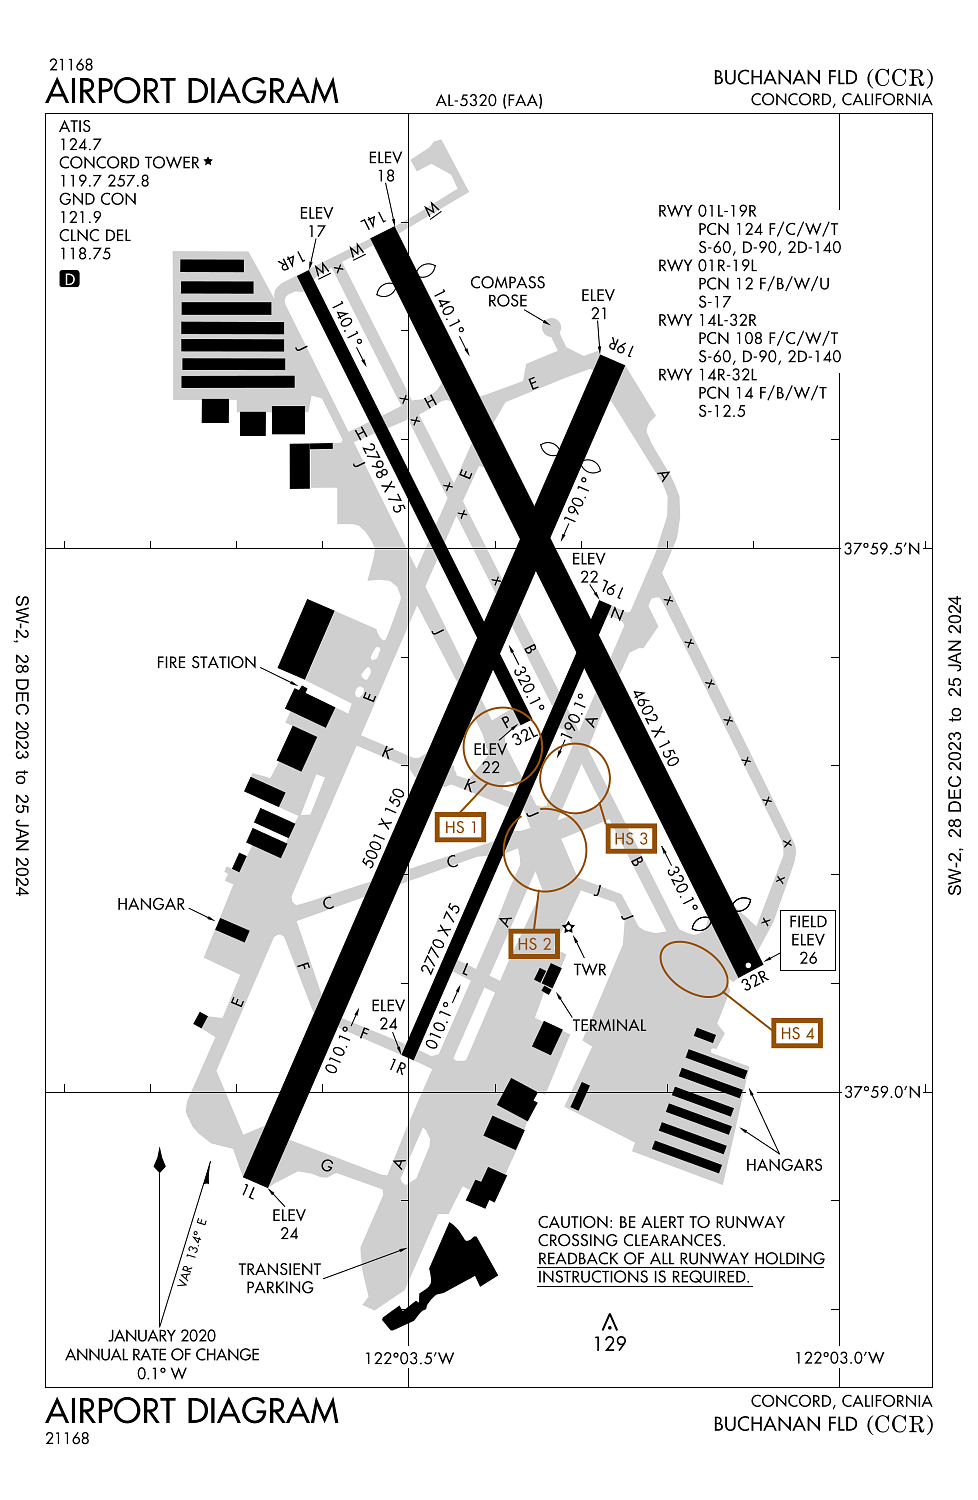 21168
AIRPORT DIAGRAM
AL-5320 (FAA)
BUCHANAN FLD (CCR)
CONCORD, CALIFORNIA
ATIS
124.7
CONCORD TOWER ★
119.7 257.8
GND CON
121.9
CLNC DEL
118.75
D
ELEV
18
ELEV
17
14L
14R
W
W
W
140.1°
140.1°
COMPASS
ROSE
ELEV
21
19R
RWY 01L-19R
PCN 124 F/C/W/T
S-60, D-90, 2D-140
RWY 01R-19L
PCN 12 F/B/W/U
S-17
RWY 14L-32R
PCN 108 F/C/W/T
S-60, D-90, 2D-140
RWY 14R-32L
PCN 14 F/B/W/T
S-12.5
J
E
H
H
J
2798 X 75
E
A
190.1°
37°59.5'N
ELEV
22
19L
N
J
B
FIRE STATION
E
320.1°
P
32L
ELEV
22
190.1°
A
4602 X 150
K
K
J
5001 X 150
HS 1
HS 3
C
B
C
320.1°
J
J
HANGAR
A
HS 2
TWR
FIELD
ELEV
26
32R
F
2770 X 75
L
E
ELEV
24
TERMINAL
HS 4
010.1°
F
010.1°
1R
37°59.0'N
HANGARS
G
A
1L
ELEV
24
VAR 13.4° E
TRANSIENT
PARKING
CAUTION: BE ALERT TO RUNWAY
CROSSING CLEARANCES.
READBACK OF ALL RUNWAY HOLDING
INSTRUCTIONS IS REQUIRED.
JANUARY 2020
ANNUAL RATE OF CHANGE
0.1° W
129
122°03.5'W
122°03.0'W
SW-2, 28 DEC 2023 to 25 JAN 2024
SW-2, 28 DEC 2023 to 25 JAN 2024
AIRPORT DIAGRAM
21168
CONCORD, CALIFORNIA
BUCHANAN FLD (CCR)